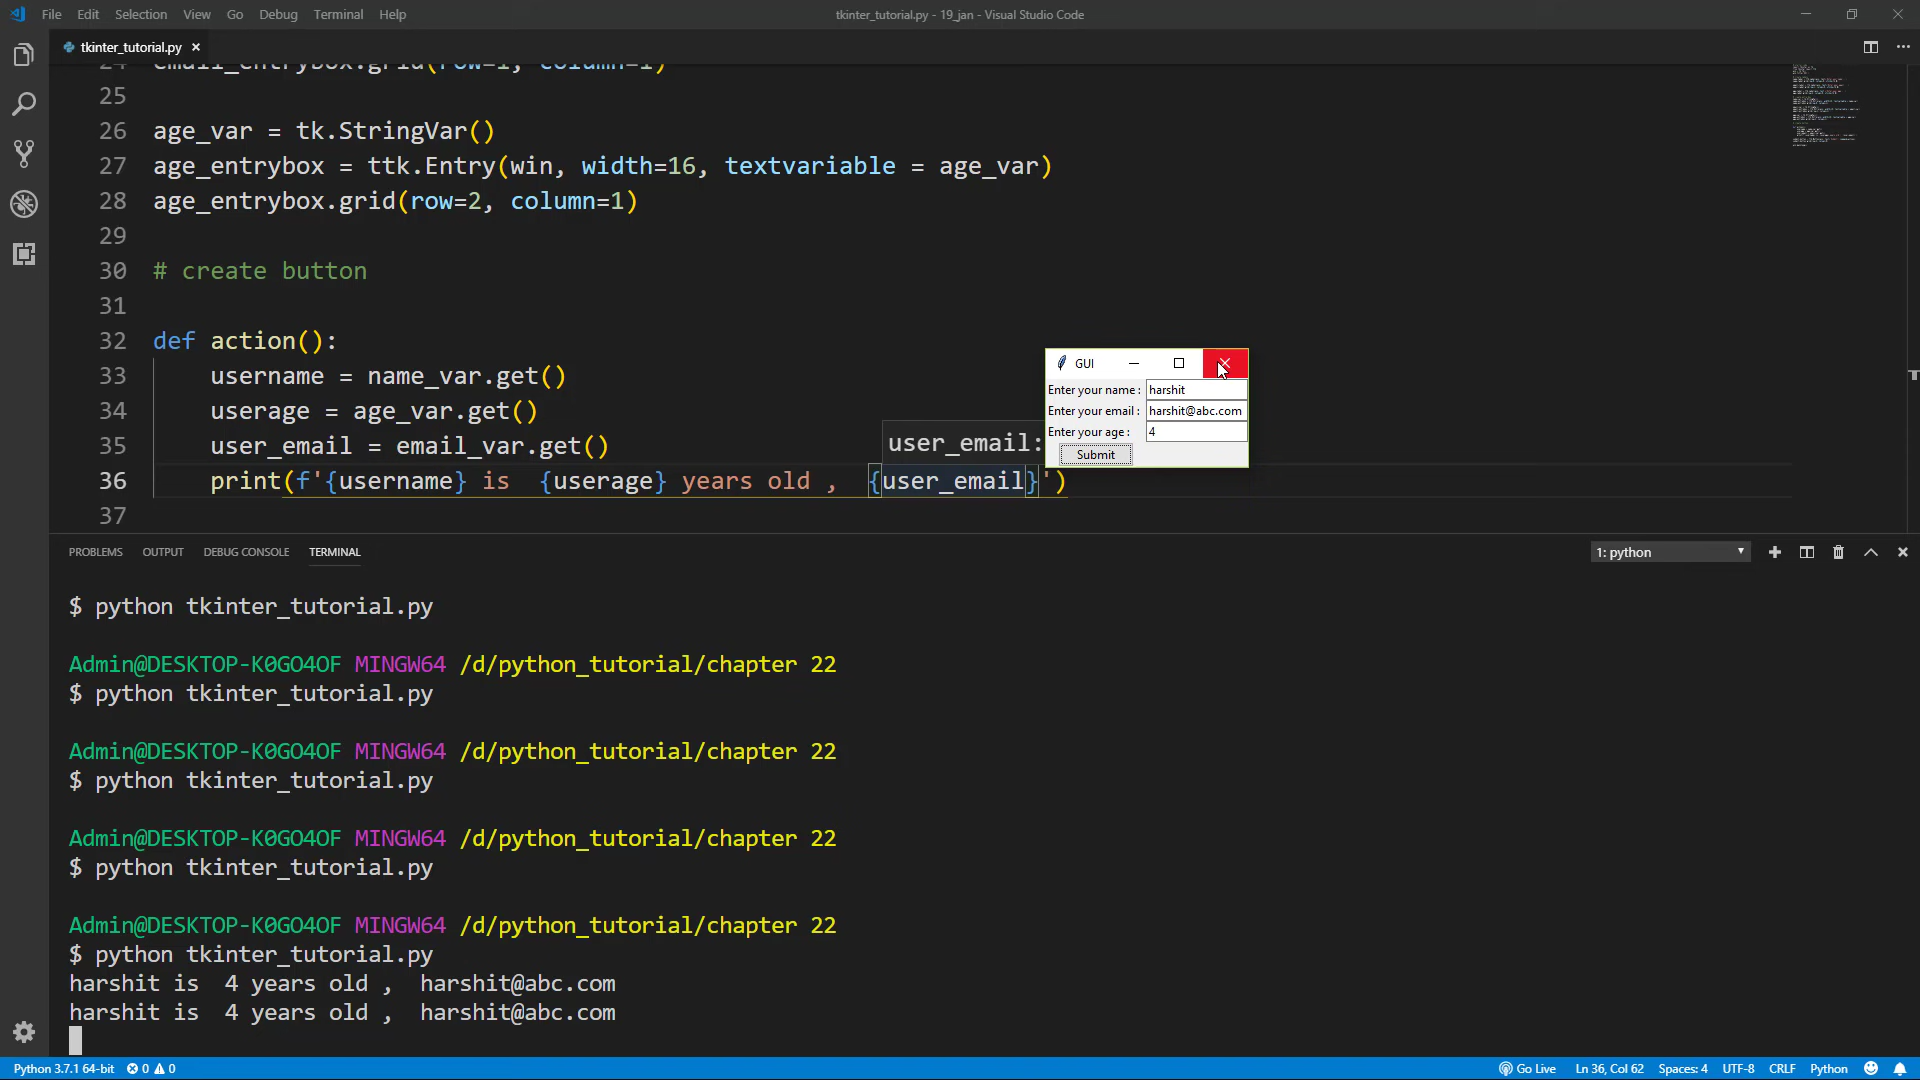 File Edit Selection View Go Debug Terminal Help
tkinter_tutorial.py - 19_jan - Visual Studio Code
tkinter_tutorial.py
24 email_entrybox.grid(row=1, column=1)
25
26 age_var = tk.StringVar()
27 age_entrybox = ttk.Entry(win, width=16, textvariable = age_var)
28 age_entrybox.grid(row=2, column=1)
29
30 # create button
31
32 def action():
33 username = name_var.get()
34 userage = age_var.get()
35 user_email = email_var.get()
user_email:
36 print(f'{username} is  {userage} years old ,  {user_email}')
37
GUI
Enter your name : harshit
Enter your email : harshit@abc.com
Enter your age : 4
Submit
PROBLEMS OUTPUT DEBUG CONSOLE TERMINAL
1: python
$ python tkinter_tutorial.py
Admin@DESKTOP-K0GO4OF MINGW64 /d/python_tutorial/chapter 22
$ python tkinter_tutorial.py
Admin@DESKTOP-K0GO4OF MINGW64 /d/python_tutorial/chapter 22
$ python tkinter_tutorial.py
Admin@DESKTOP-K0GO4OF MINGW64 /d/python_tutorial/chapter 22
$ python tkinter_tutorial.py
Admin@DESKTOP-K0GO4OF MINGW64 /d/python_tutorial/chapter 22
$ python tkinter_tutorial.py
harshit is  4 years old ,  harshit@abc.com
harshit is  4 years old ,  harshit@abc.com
Python 3.7.1 64-bit 0 0 Go Live Ln 36, Col 62 Spaces: 4 UTF-8 CRLF Python